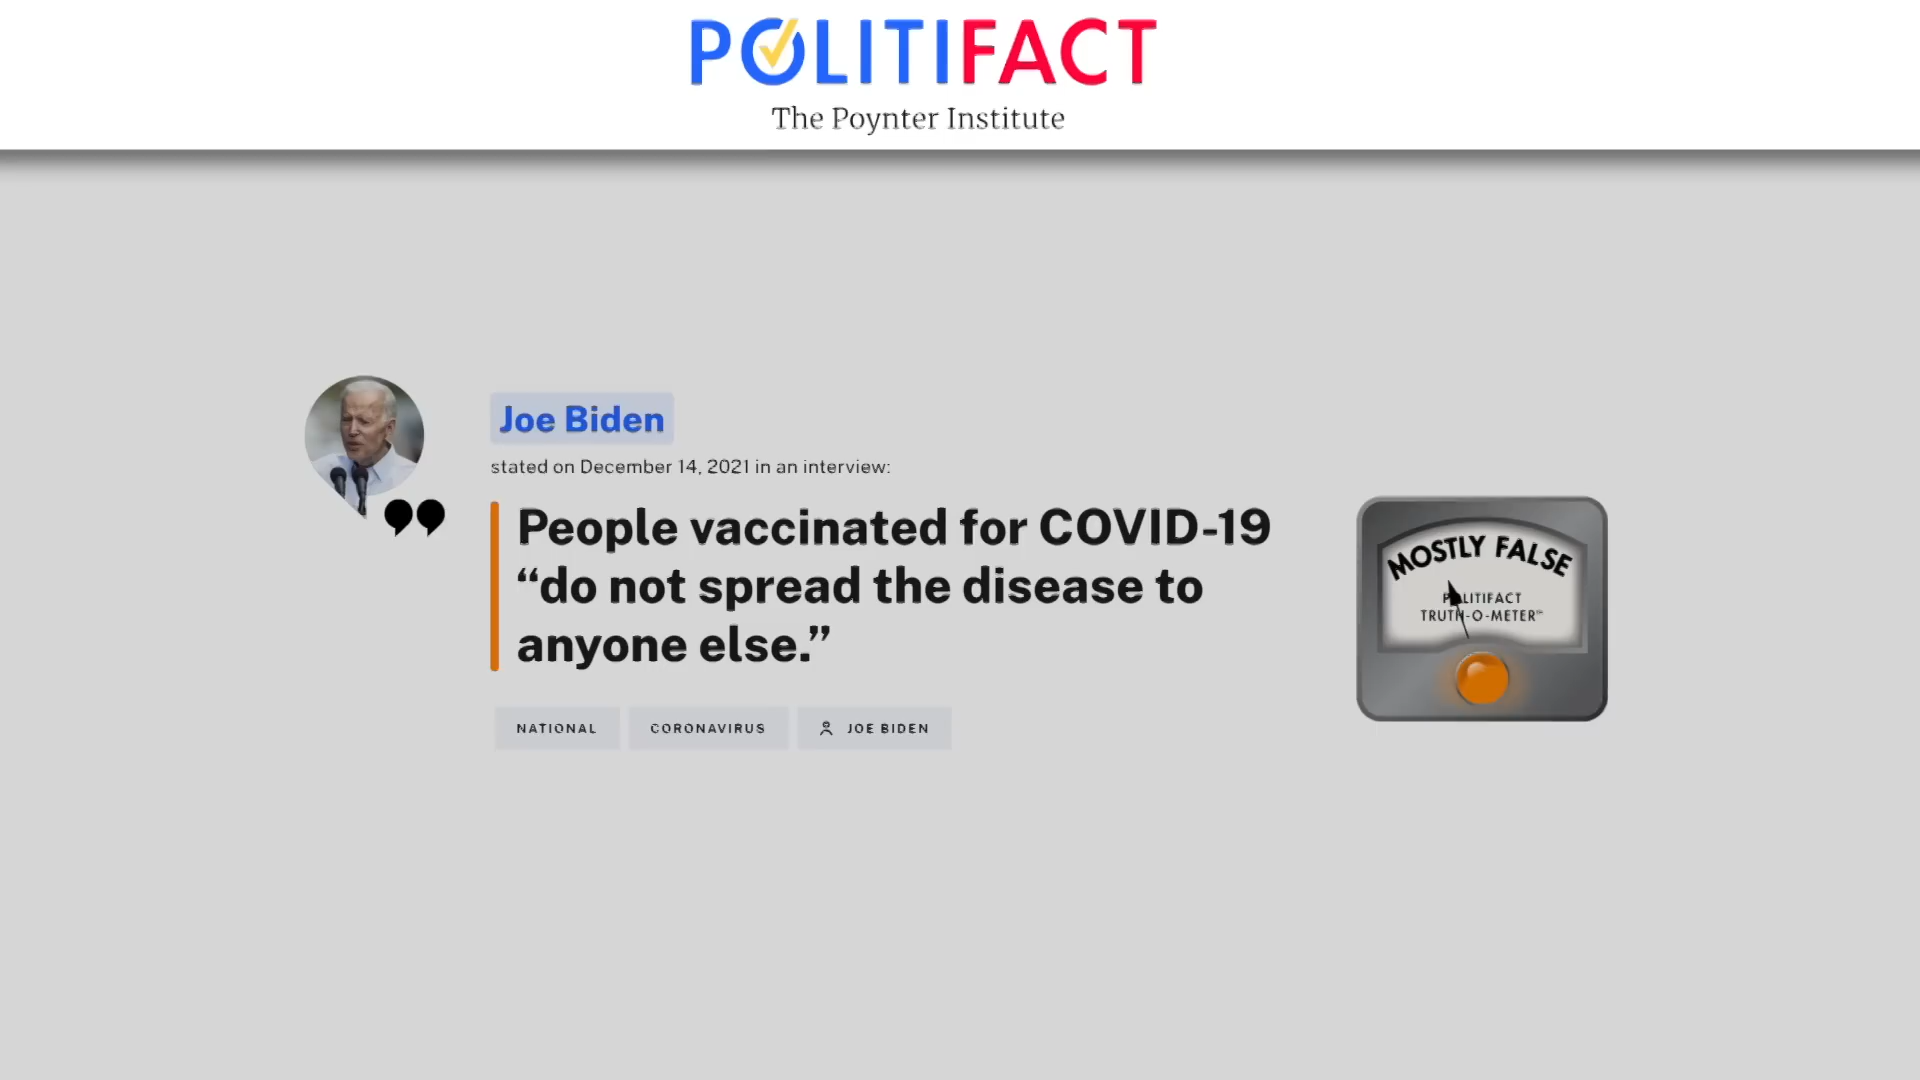 POLITIFACT
The Poynter Institute
Joe Biden
stated on December 14, 2021 in an interview:
People vaccinated for COVID-19
“do not spread the disease to
anyone else.”
MOSTLY FALSE
POLITIFACT
TRUTH-O-METER℠
NATIONAL
CORONAVIRUS
JOE BIDEN